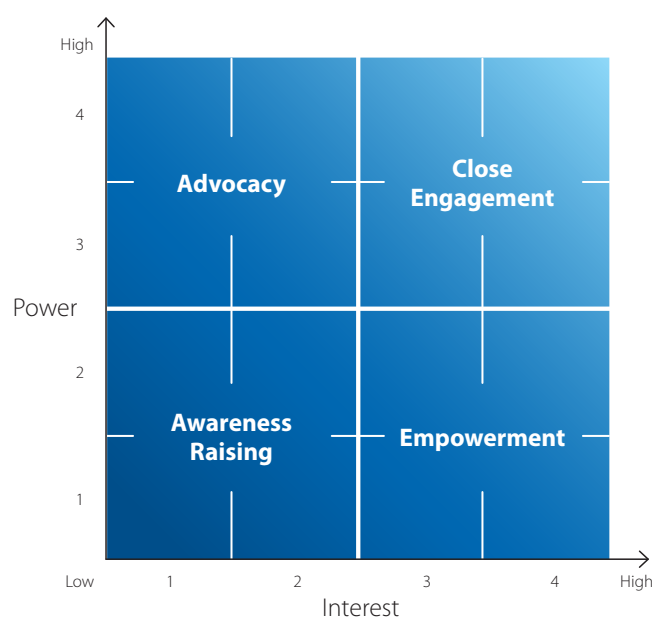 High
4
Close
Advocacy
Engagement
3
Power
2
Awareness
Raising
Empowerment
1
Low 1 2 3 4 High
Interest